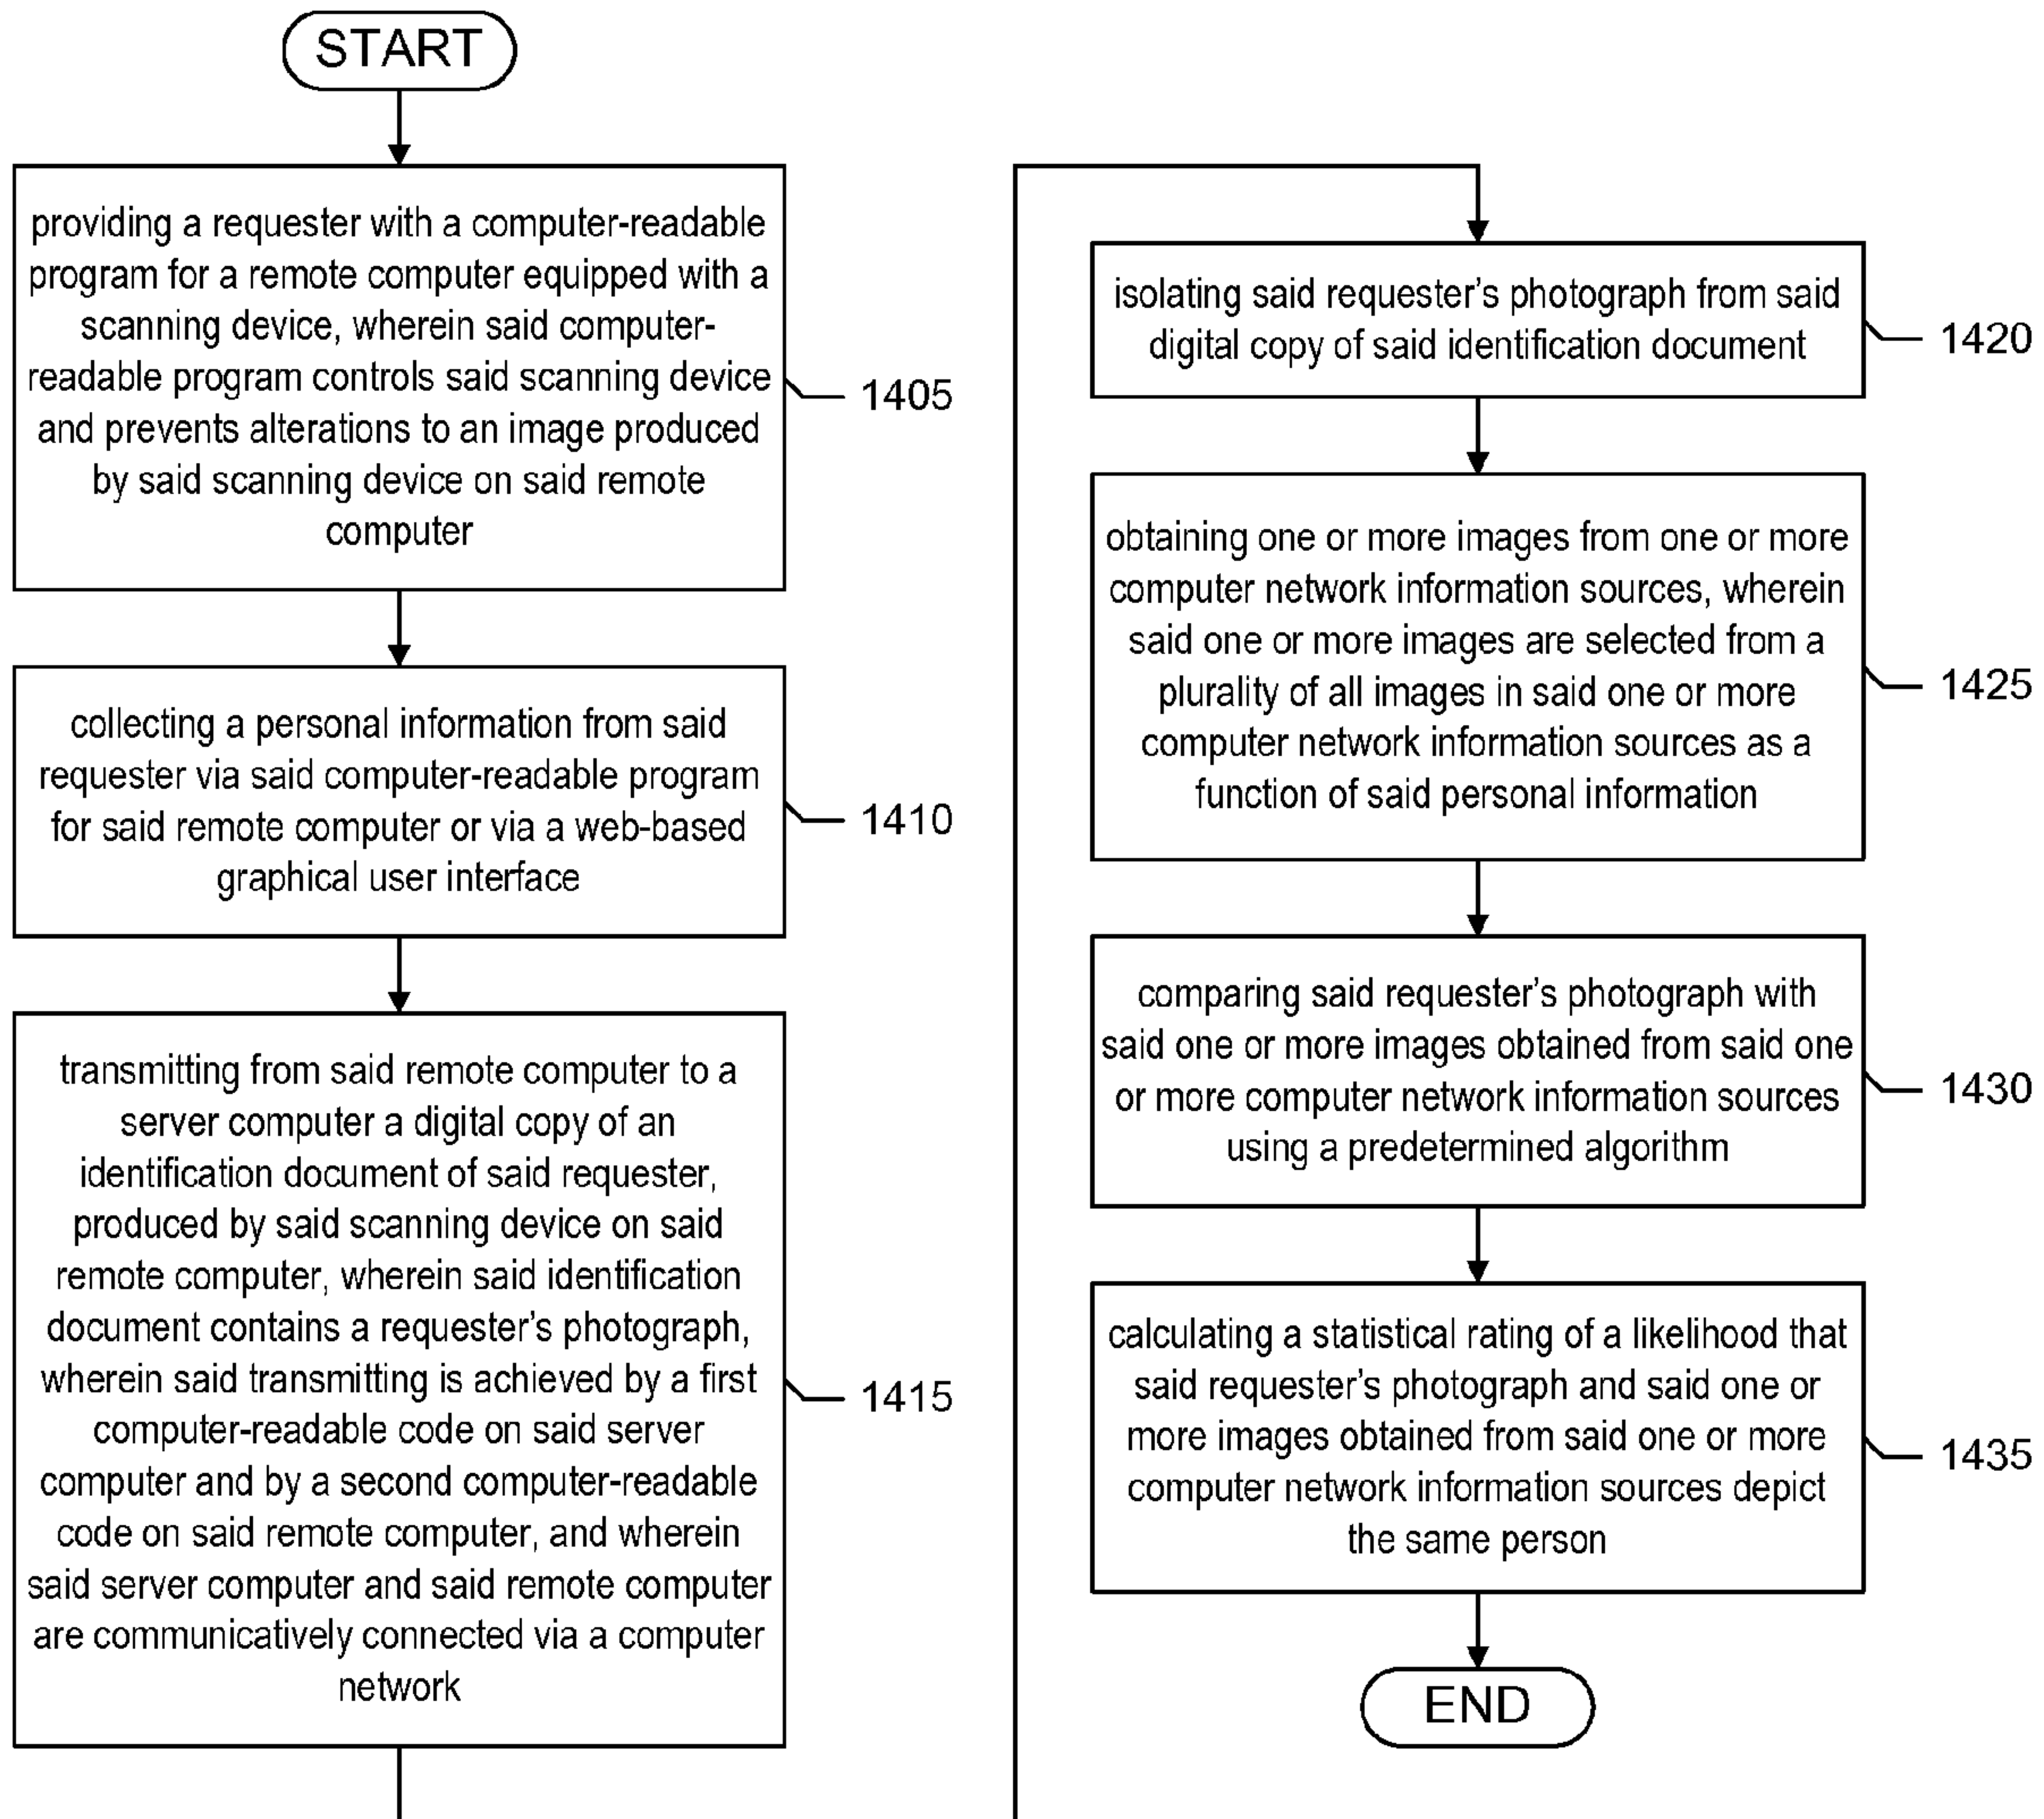 START
providing a requester with a computer-readable
program for a remote computer equipped with a
scanning device, wherein said computer-
readable program controls said scanning device
and prevents alterations to an image produced
by said scanning device on said remote
computer
1405
collecting a personal information from said
requester via said computer-readable program
for said remote computer or via a web-based
graphical user interface
1410
transmitting from said remote computer to a
server computer a digital copy of an
identification document of said requester,
produced by said scanning device on said
remote computer, wherein said identification
document contains a requester's photograph,
wherein said transmitting is achieved by a first
computer-readable code on said server
computer and by a second computer-readable
code on said remote computer, and wherein
said server computer and said remote computer
are communicatively connected via a computer
network
1415
isolating said requester's photograph from said
digital copy of said identification document
1420
obtaining one or more images from one or more
computer network information sources, wherein
said one or more images are selected from a
plurality of all images in said one or more
computer network information sources as a
function of said personal information
1425
comparing said requester's photograph with
said one or more images obtained from said one
or more computer network information sources
using a predetermined algorithm
1430
calculating a statistical rating of a likelihood that
said requester's photograph and said one or
more images obtained from said one or more
computer network information sources depict
the same person
1435
END